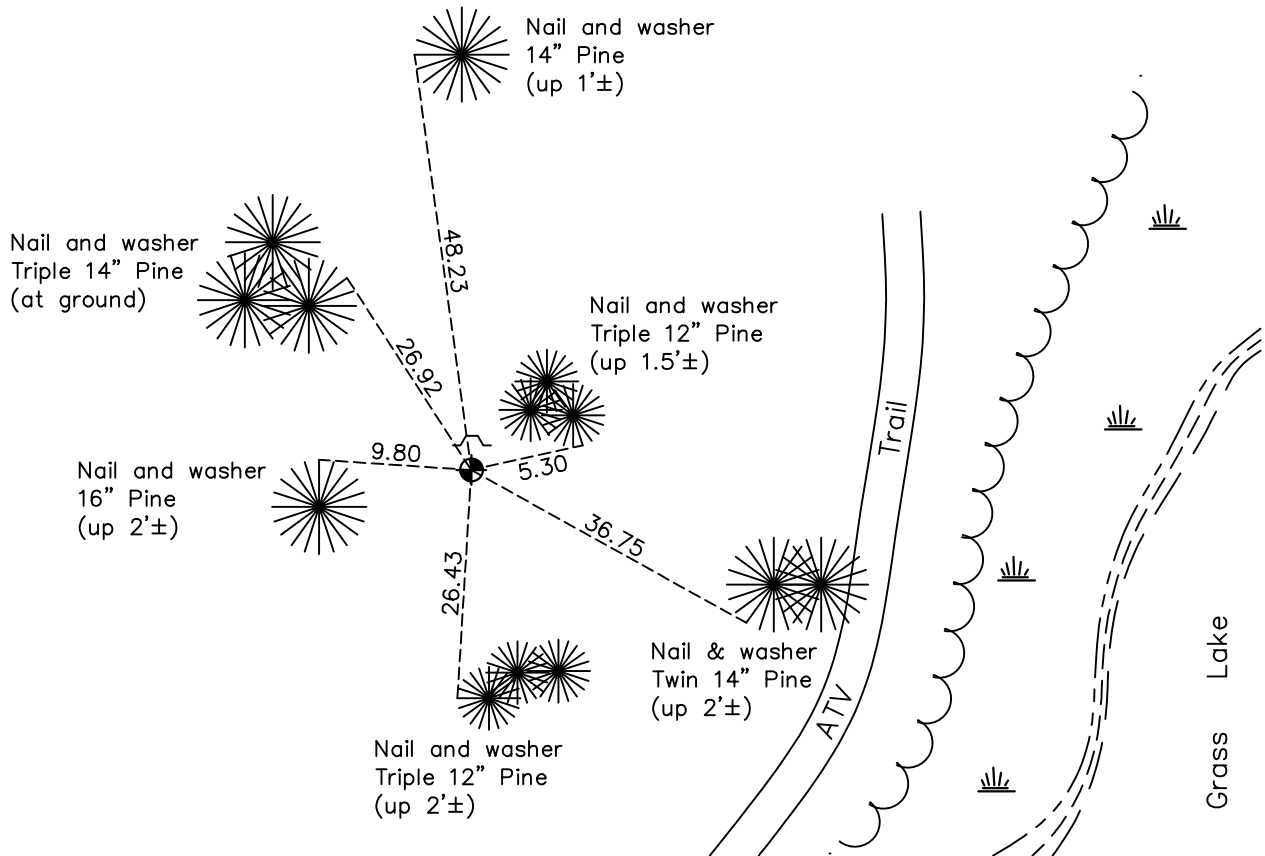 Nail and washer
14” Pine
(up 1'±)
48.23
Nail and washer
Triple 14” Pine
(at ground)
26.92
Nail and washer
Triple 12” Pine
(up 1.5'±)
5.30
Nail and washer
16” Pine
(up 2'±)
9.80
36.75
26.43
Nail & washer
Twin 14” Pine
(up 2'±)
Nail and washer
Triple 12” Pine
(up 2'±)
ATV Trail
Grass Lake